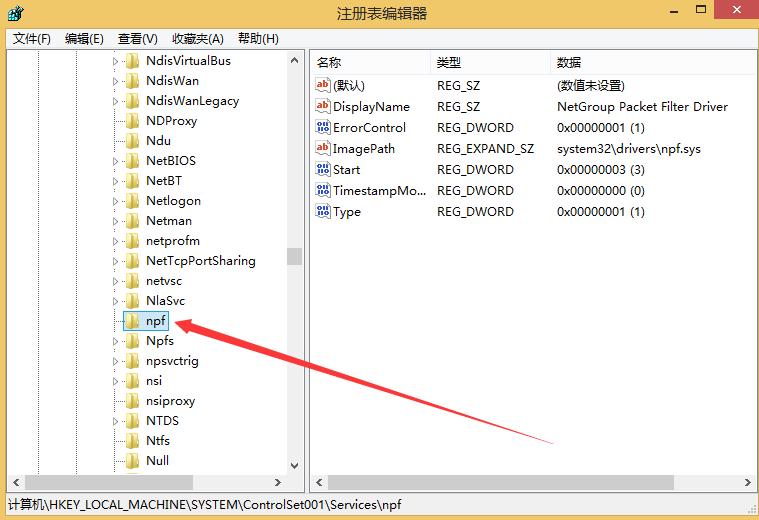 注册表编辑器
文件(F) 编辑(E) 查看(V) 收藏夹(A) 帮助(H)
NdisVirtualBus
NdisWan
NdisWanLegacy
NDProxy
Ndu
NetBIOS
NetBT
Netlogon
Netman
netprofm
NetTcpPortSharing
netvsc
NlaSvc
npf
Npfs
npsvctrig
nsi
nsiproxy
NTDS
Ntfs
Null
名称 类型 数据
(默认) REG_SZ (数值未设置)
DisplayName REG_SZ NetGroup Packet Filter Driver
ErrorControl REG_DWORD 0x00000001 (1)
ImagePath REG_EXPAND_SZ system32\drivers\npf.sys
Start REG_DWORD 0x00000003 (3)
TimestampMo... REG_DWORD 0x00000000 (0)
Type REG_DWORD 0x00000001 (1)
计算机\HKEY_LOCAL_MACHINE\SYSTEM\ControlSet001\Services\npf